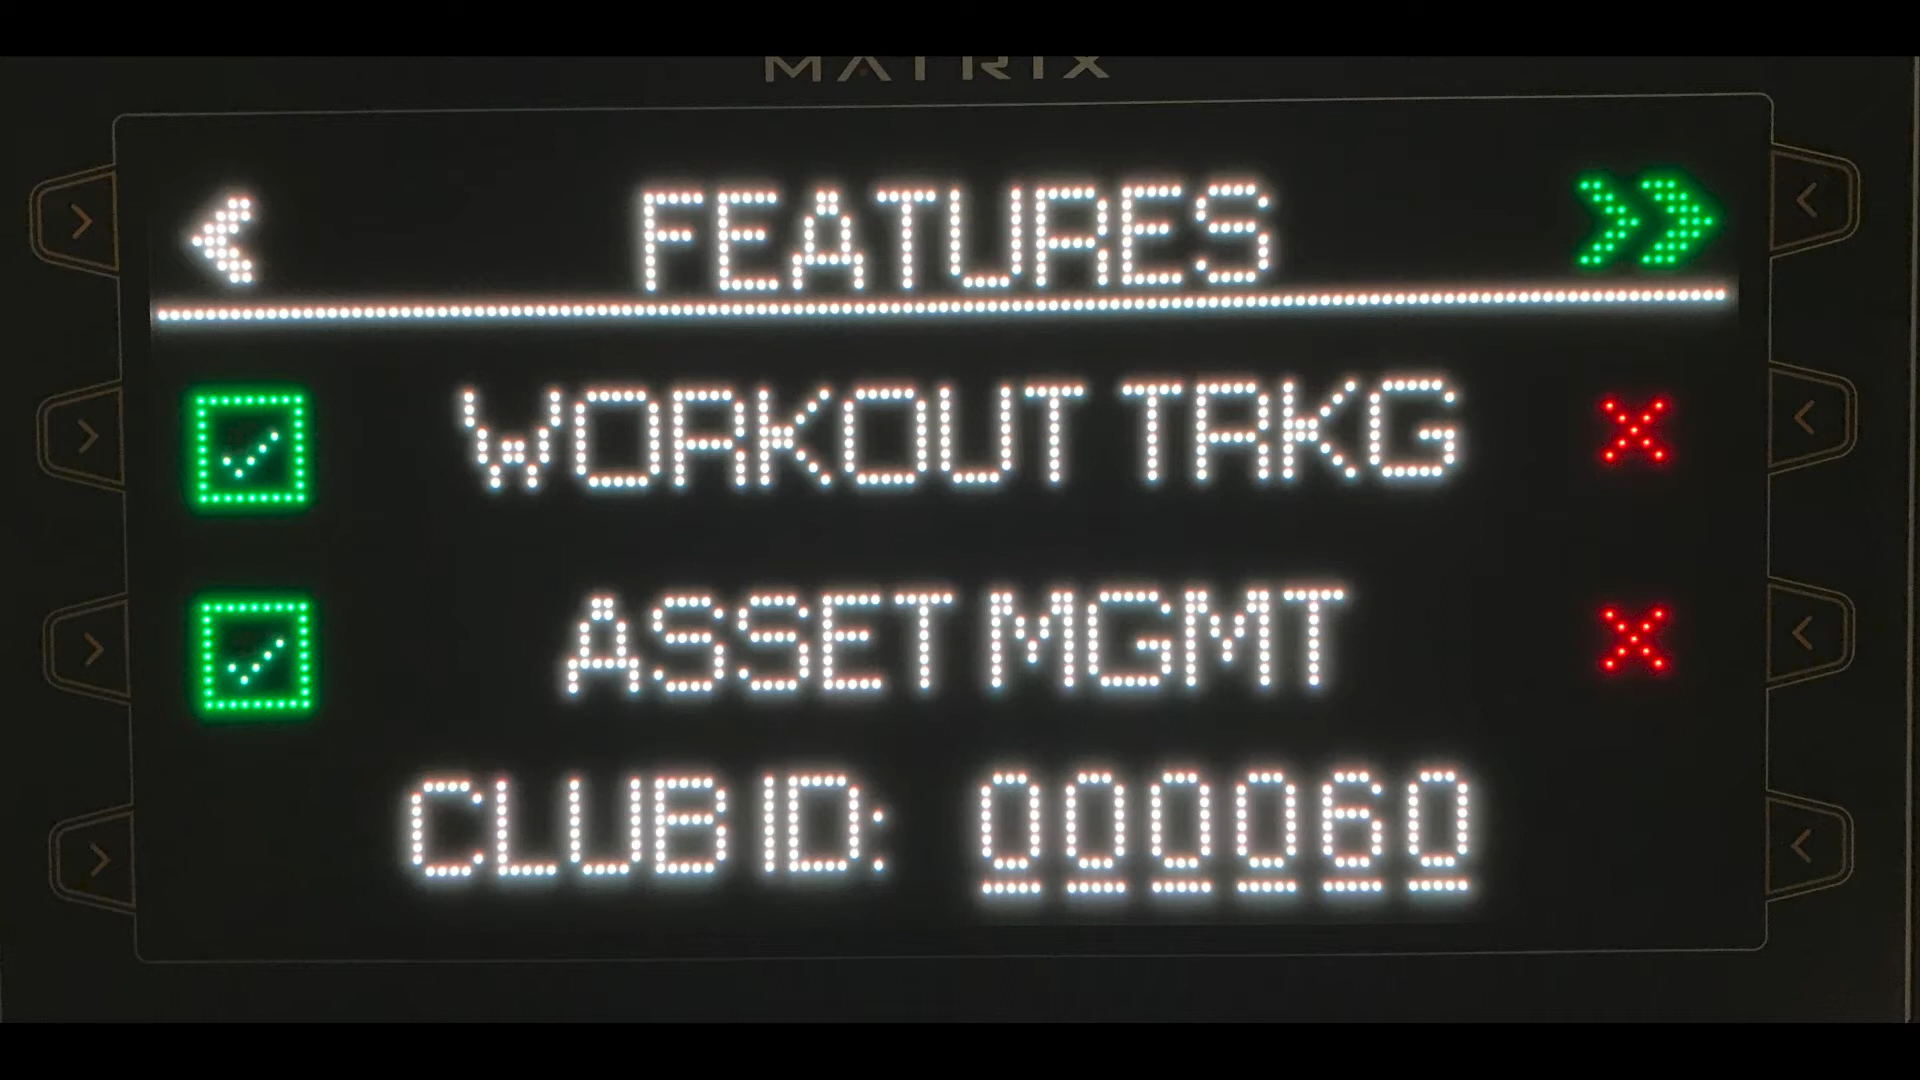 MATRIX
FEATURES
WORKOUT TRKG
ASSET MGMT
CLUB ID: 000060